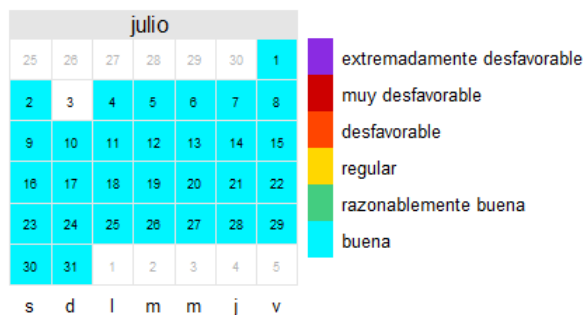 julio
25 26 27 28 29 30 1
2 3 4 5 6 7 8
9 10 11 12 13 14 15
16 17 18 19 20 21 22
23 24 25 26 27 28 29
30 31 1 2 3 4 5
s d l m m j v
extremadamente desfavorable
muy desfavorable
desfavorable
regular
razonablemente buena
buena